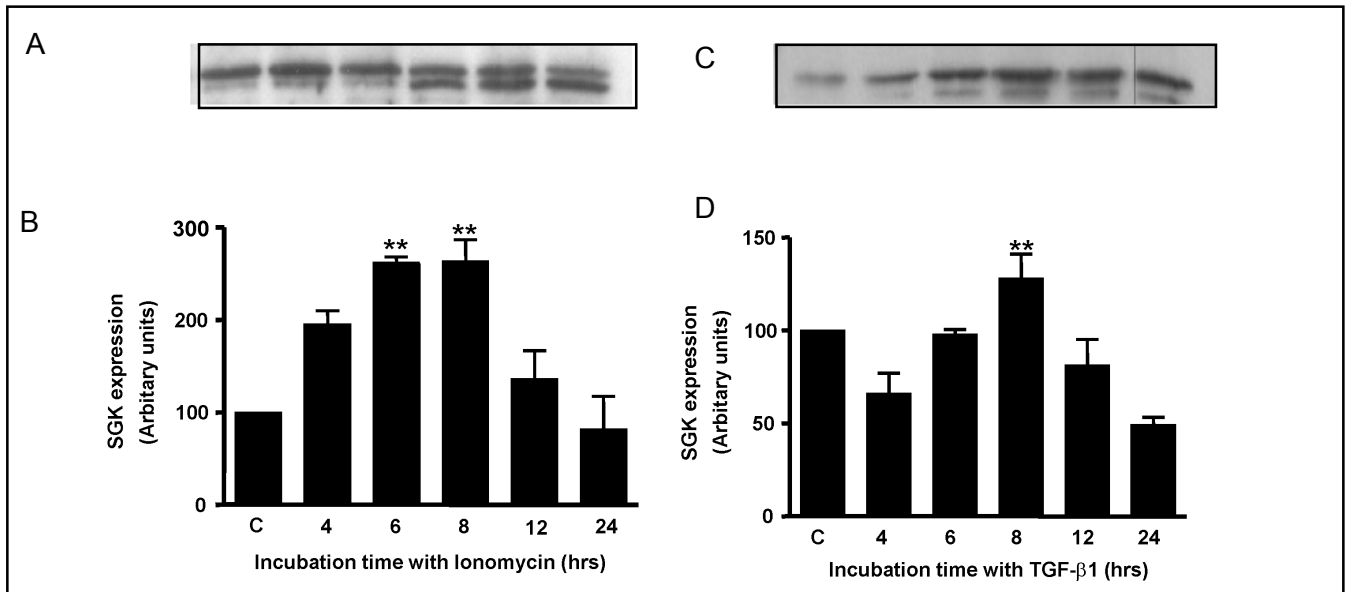 A
B
300
200
100
0
SGK expression
(Arbitary units)
**
**
C 4 6 8 12 24
Incubation time with Ionomycin (hrs)
C
D
150
100
50
0
SGK expression
(Arbitary units)
**
C 4 6 8 12 24
Incubation time with TGF-β1 (hrs)